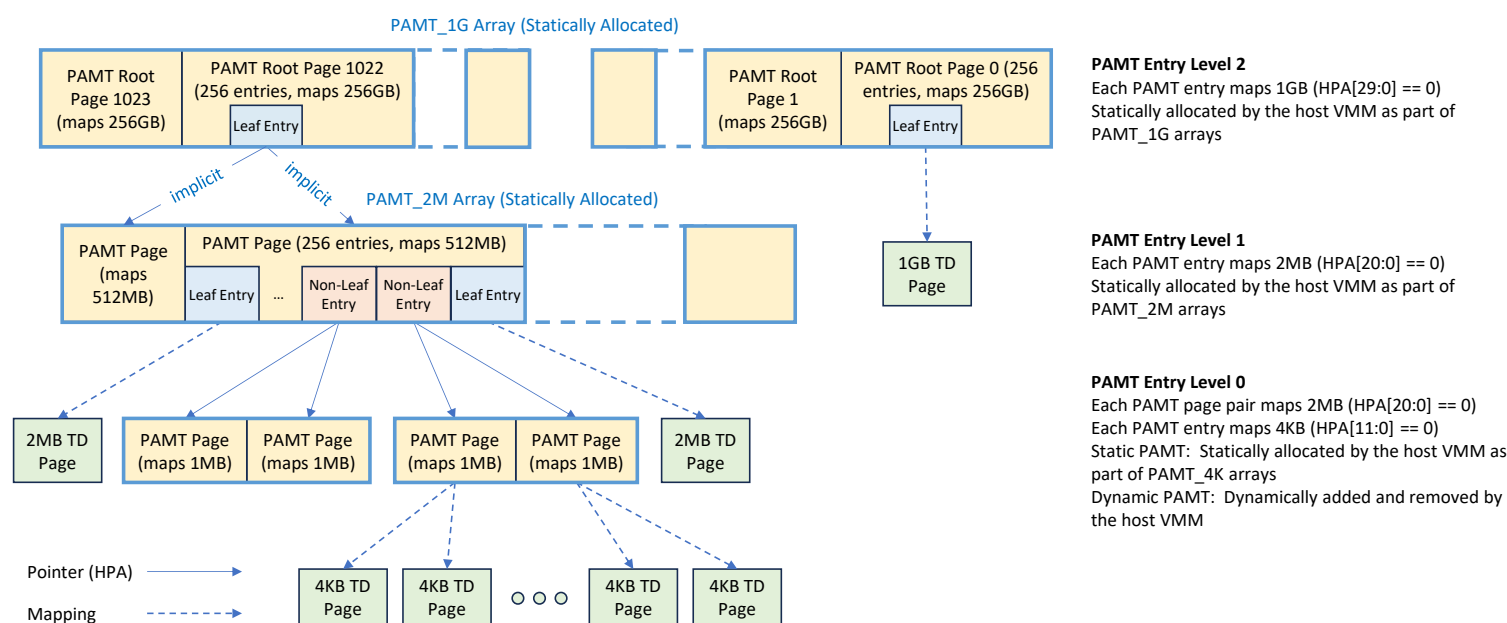 PAMT_1G Array (Statically Allocated)
PAMT Root
Page 1023
(maps 256GB)
PAMT Root Page 1022
(256 entries, maps 256GB)
Leaf Entry
PAMT Root
Page 1
(maps 256GB)
PAMT Root Page 0 (256
entries, maps 256GB)
Leaf Entry
PAMT Entry Level 2
Each PAMT entry maps 1GB (HPA[29:0] == 0)
Statically allocated by the host VMM as part of
PAMT_1G arrays
implicit
implicit
PAMT_2M Array (Statically Allocated)
PAMT Page
(maps
512MB)
PAMT Page (256 entries, maps 512MB)
Leaf Entry
...
Non-Leaf
Entry
Non-Leaf
Entry
Leaf Entry
1GB TD
Page
PAMT Entry Level 1
Each PAMT entry maps 2MB (HPA[20:0] == 0)
Statically allocated by the host VMM as part of
PAMT_2M arrays
2MB TD
Page
PAMT Page
(maps 1MB)
PAMT Page
(maps 1MB)
PAMT Page
(maps 1MB)
PAMT Page
(maps 1MB)
2MB TD
Page
PAMT Entry Level 0
Each PAMT page pair maps 2MB (HPA[20:0] == 0)
Each PAMT entry maps 4KB (HPA[11:0] == 0)
Static PAMT: Statically allocated by the host VMM as
part of PAMT_4K arrays
Dynamic PAMT: Dynamically added and removed by
the host VMM
Pointer (HPA)
Mapping
4KB TD
Page
4KB TD
Page
4KB TD
Page
4KB TD
Page